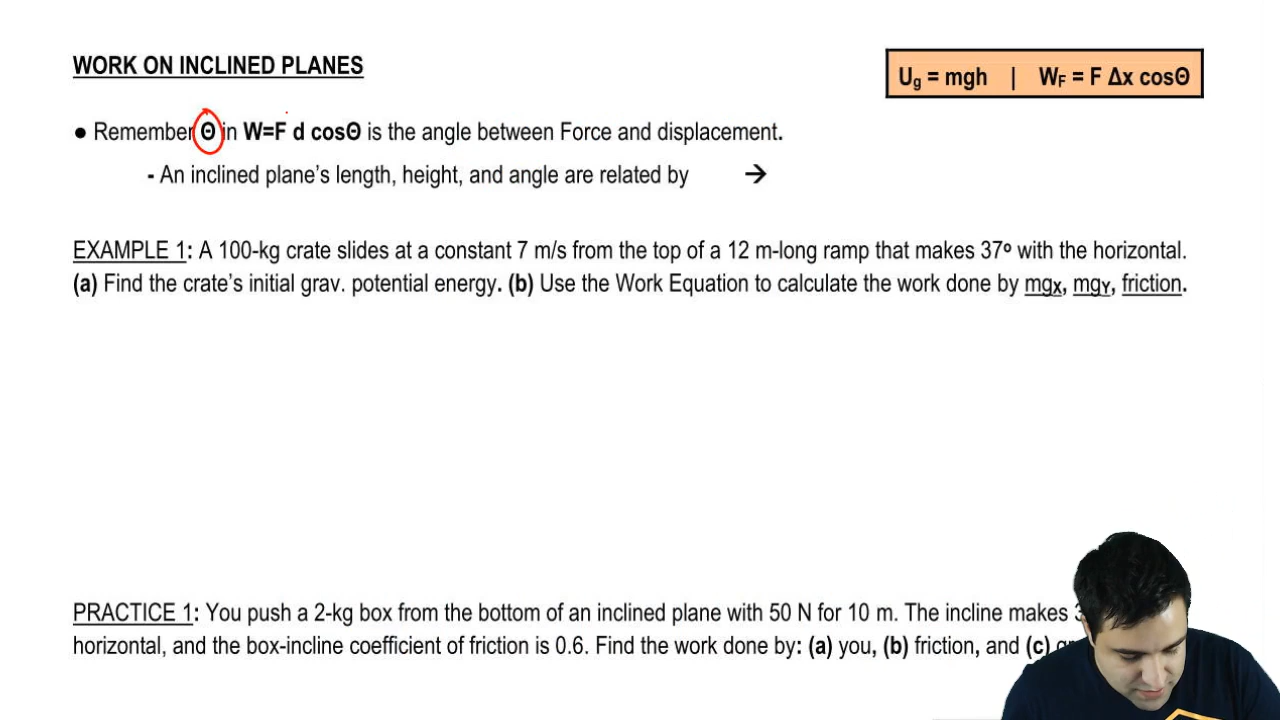 WORK ON INCLINED PLANES
Ug = mgh | WF = F Δx cosΘ
● Remember Θ in W=F d cosΘ is the angle between Force and displacement.
- An inclined plane's length, height, and angle are related by →
EXAMPLE 1: A 100-kg crate slides at a constant 7 m/s from the top of a 12 m-long ramp that makes 37º with the horizontal.
(a) Find the crate's initial grav. potential energy. (b) Use the Work Equation to calculate the work done by mgX, mgY, friction.
PRACTICE 1: You push a 2-kg box from the bottom of an inclined plane with 50 N for 10 m. The incline makes
horizontal, and the box-incline coefficient of friction is 0.6. Find the work done by: (a) you, (b) friction, and (c)